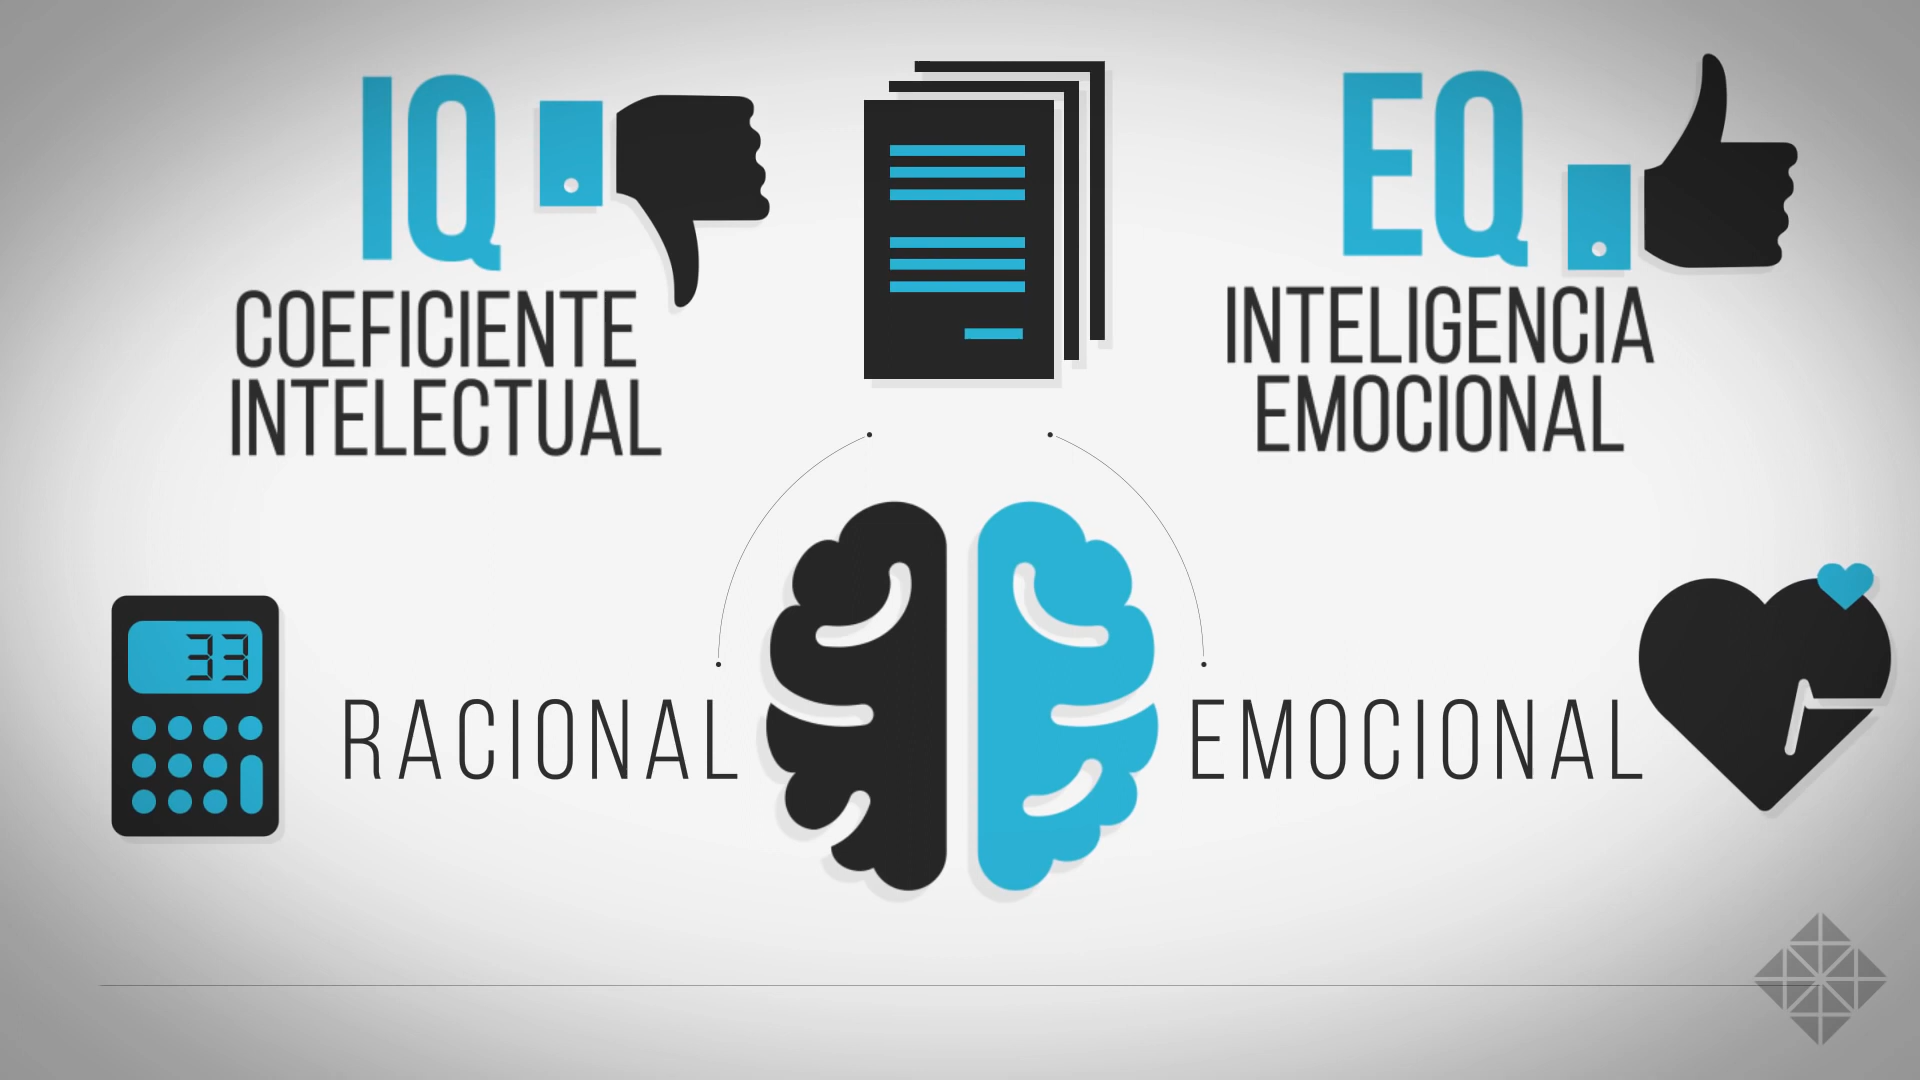 IQ
COEFICIENTE
INTELECTUAL
EQ
INTELIGENCIA
EMOCIONAL
33
RACIONAL
EMOCIONAL